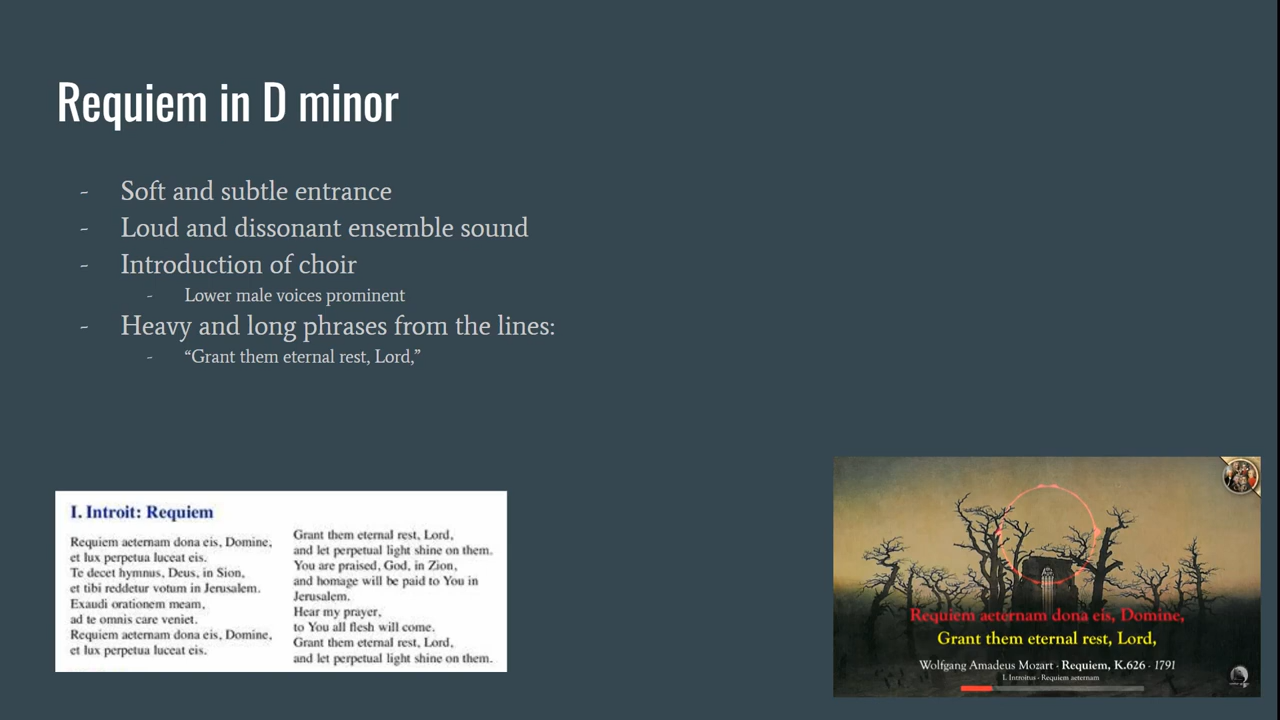 Requiem in D minor
- Soft and subtle entrance
- Loud and dissonant ensemble sound
- Introduction of choir
- Lower male voices prominent
- Heavy and long phrases from the lines:
- “Grant them eternal rest, Lord,”
I. Introit: Requiem
Requiem aeternam dona eis, Domine,
et lux perpetua luceat eis.
Te decet hymnus, Deus, in Sion,
et tibi reddetur votum in Jerusalem.
Exaudi orationem meam,
ad te omnis care veniet.
Requiem aeternam dona eis, Domine,
et lux perpetua luceat eis.
Grant them eternal rest, Lord,
and let perpetual light shine on them.
You are praised, God, in Zion,
and homage will be paid to You in
Jerusalem.
Hear my prayer,
to You all flesh will come.
Grant them eternal rest, Lord,
and let perpetual light shine on them.
Requiem aeternam dona eis, Domine,
Grant them eternal rest, Lord,
Wolfgang Amadeus Mozart · Requiem, K.626 · 1791
I. Introitus · Requiem aeternam